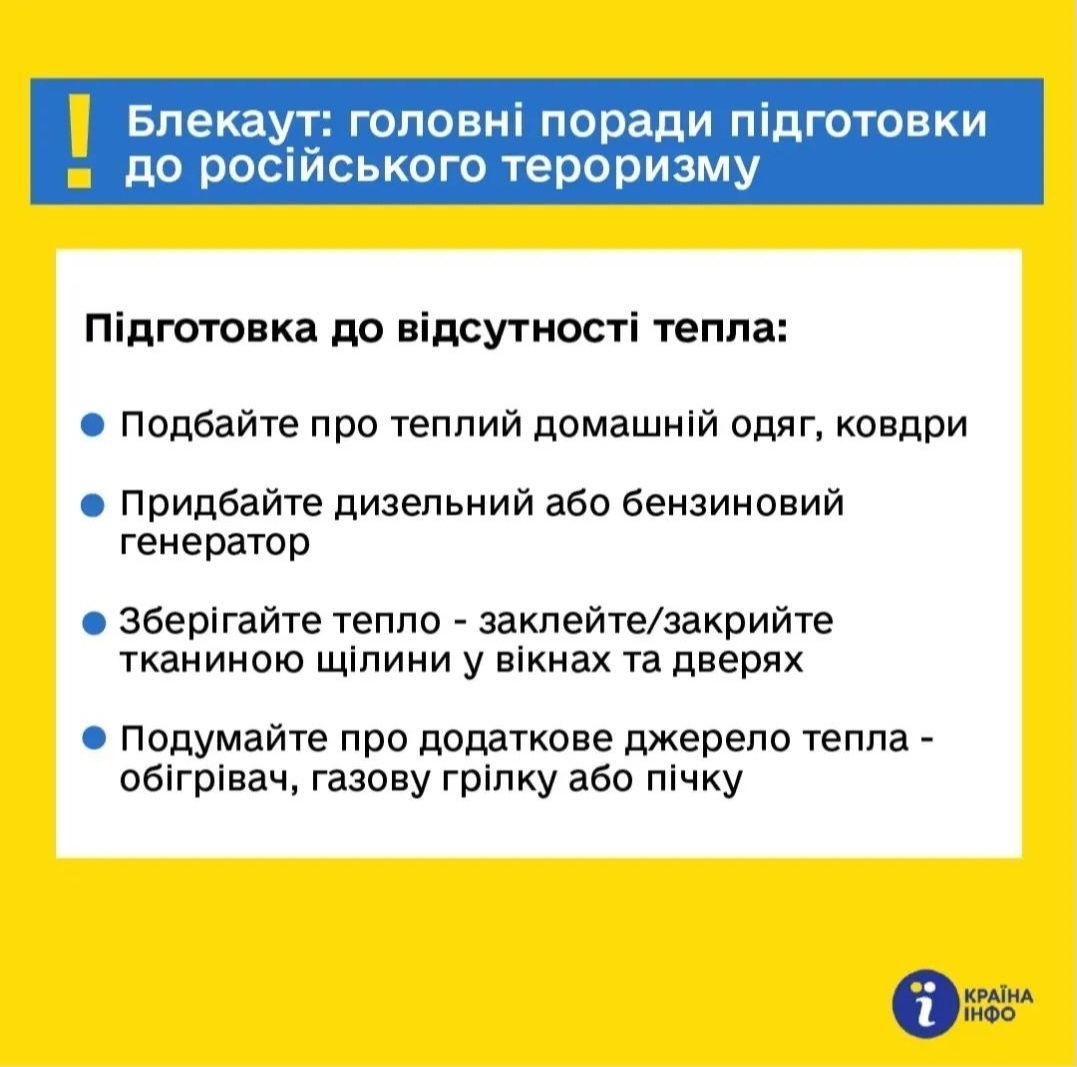 ! Блекаут: головні поради підготовки
до російського тероризму
Підготовка до відсутності тепла:
● Подбайте про теплий домашній одяг, ковдри
● Придбайте дизельний або бензиновий
генератор
● Зберігайте тепло - заклейте/закрийте
тканиною щілини у вікнах та дверях
● Подумайте про додаткове джерело тепла -
обігрівач, газову грілку або пічку
ї КРАЇНА
ІНФО